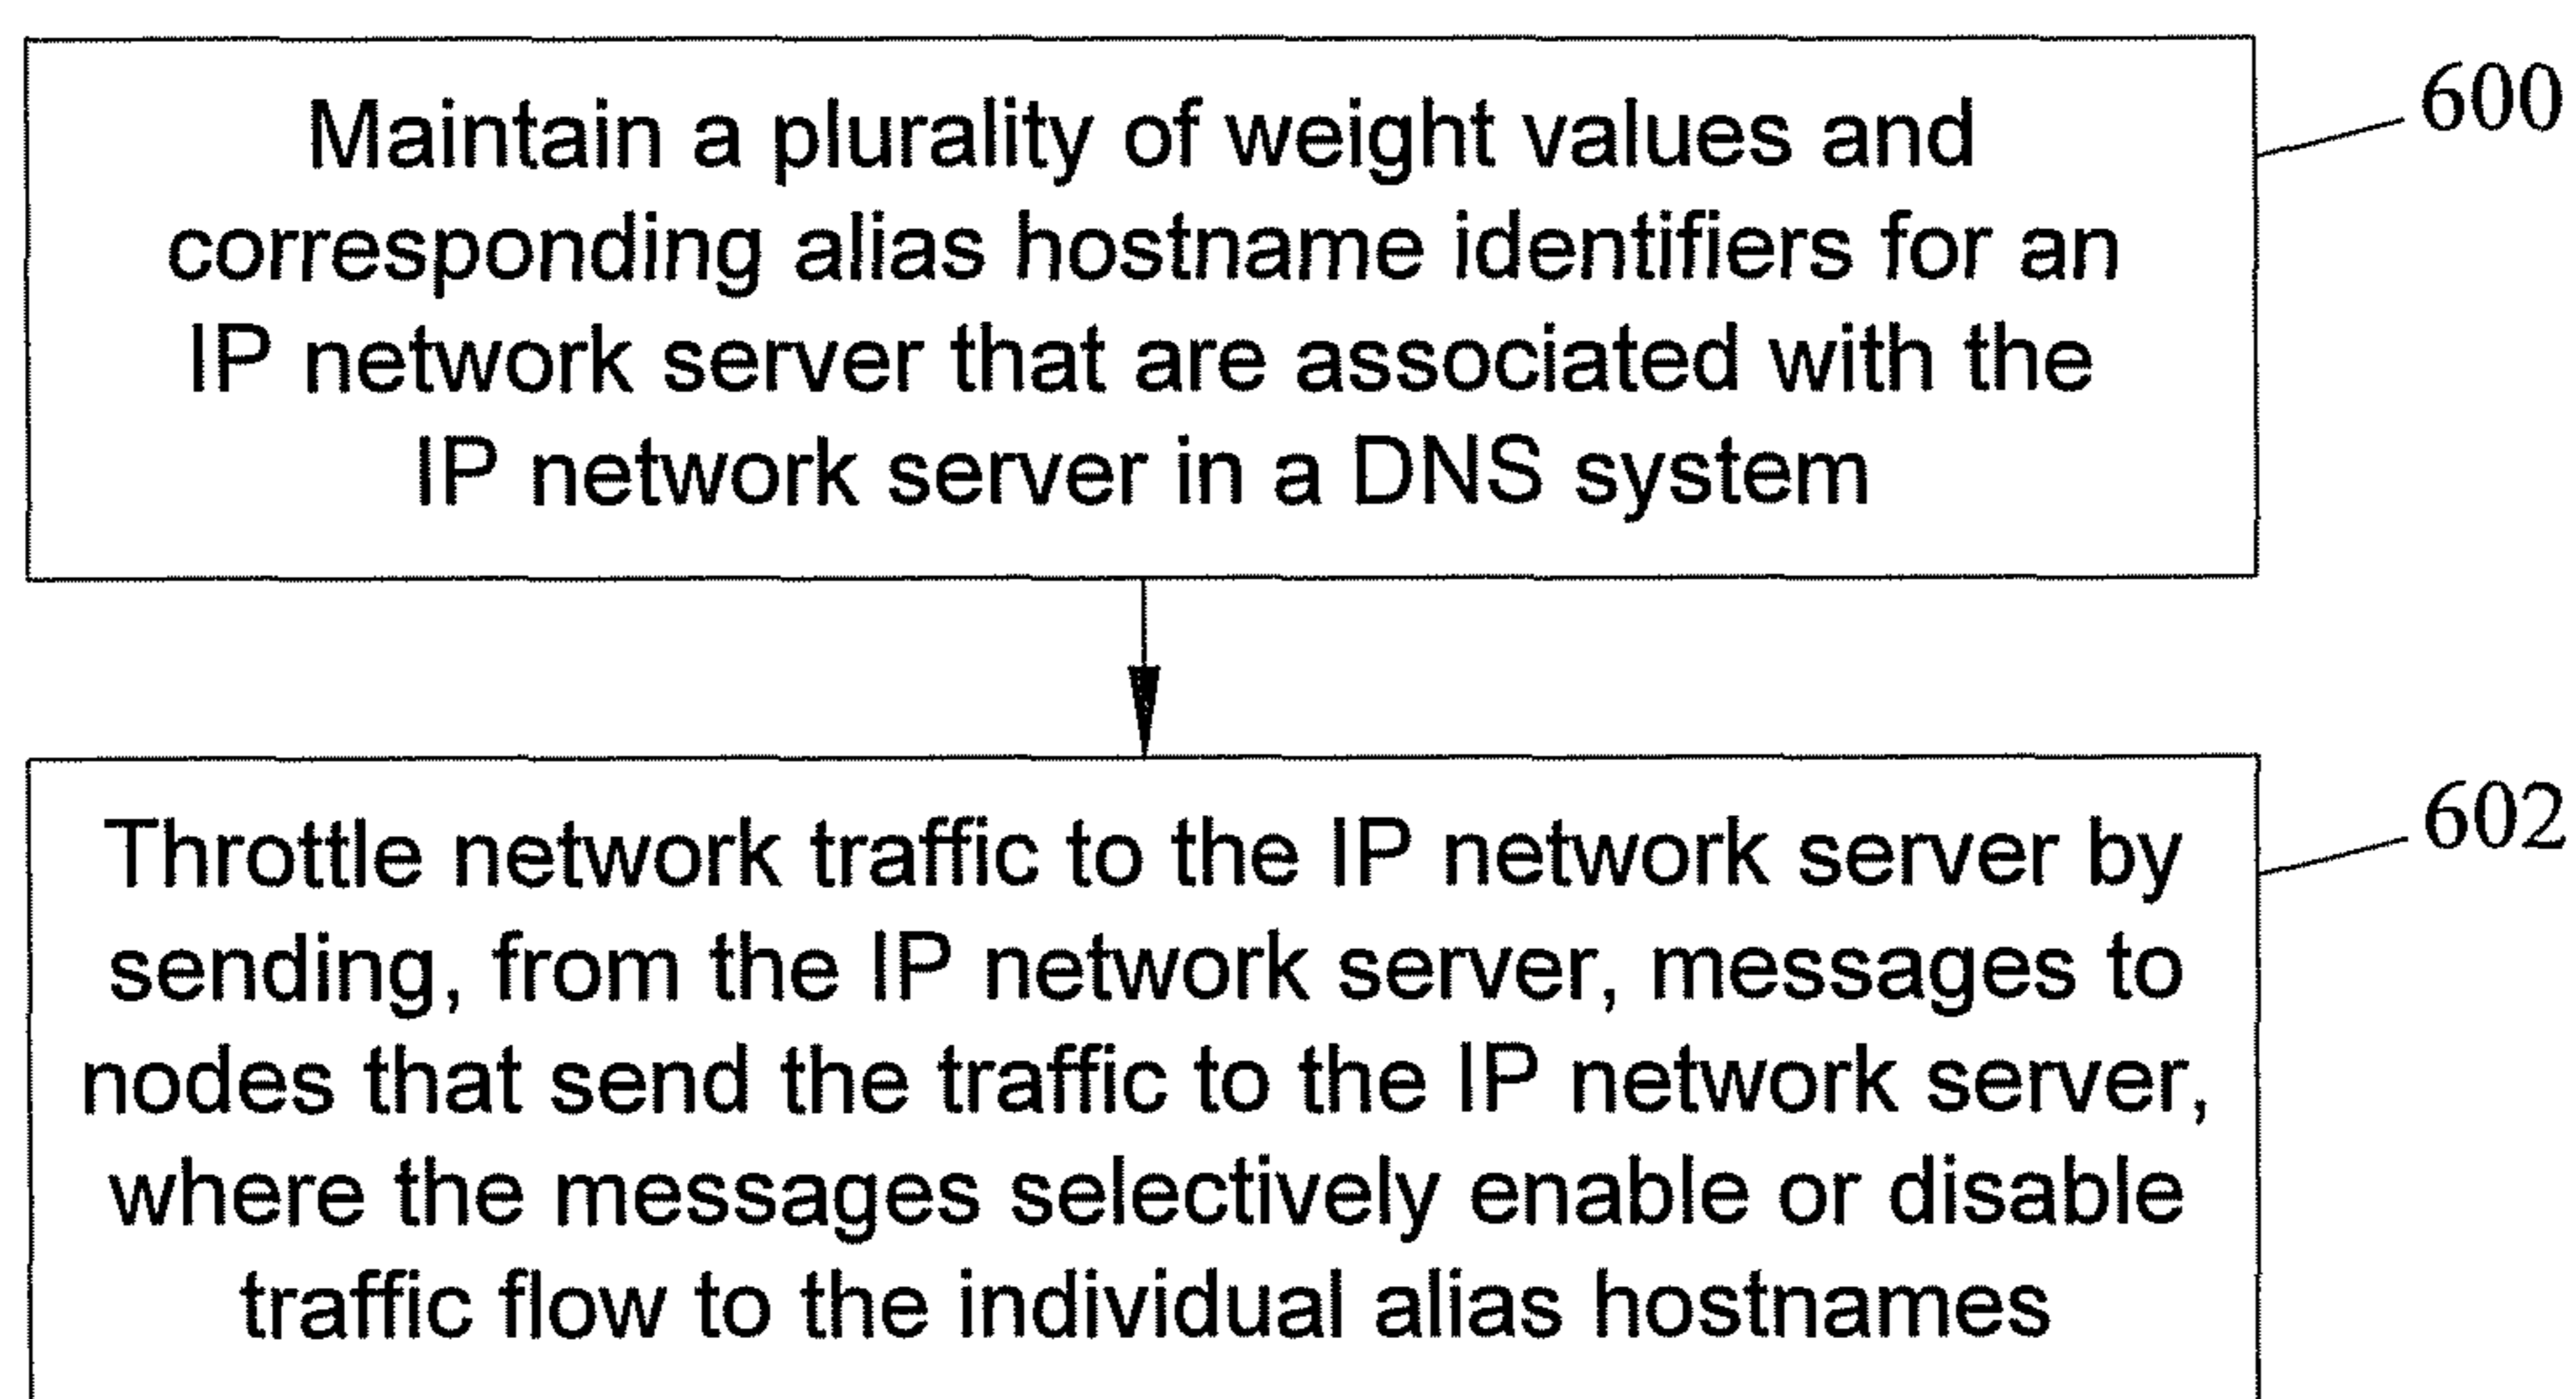 Maintain a plurality of weight values and
corresponding alias hostname identifiers for an
IP network server that are associated with the
IP network server in a DNS system
600
Throttle network traffic to the IP network server by
sending, from the IP network server, messages to
nodes that send the traffic to the IP network server,
where the messages selectively enable or disable
traffic flow to the individual alias hostnames
602